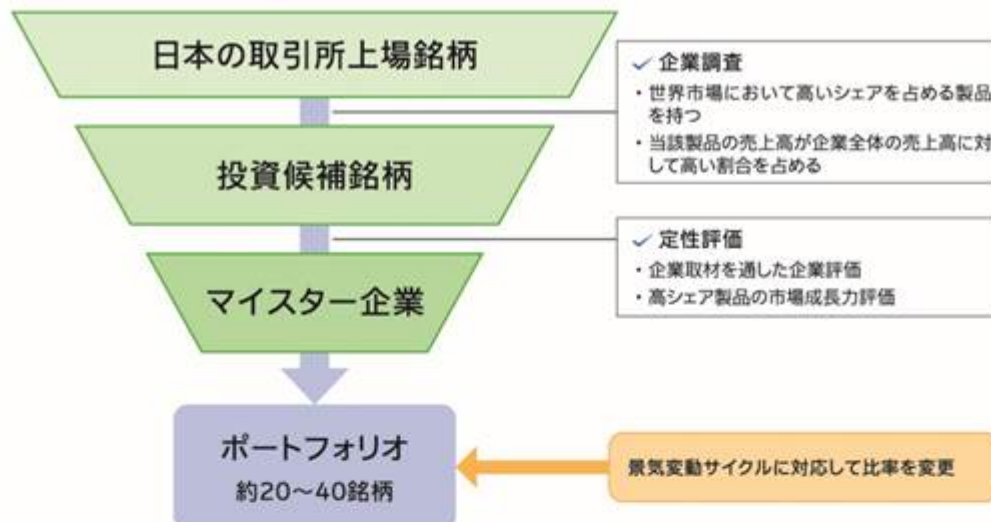 日本の取引所上場銘柄
✓ 企業調査
・世界市場において高いシェアを占める製品
を持つ
・当該製品の売上高が企業全体の売上高に対
して高い割合を占める
投資候補銘柄
✓ 定性評価
・企業取材を通した企業評価
・高シェア製品の市場成長力評価
マイスター企業
ポートフォリオ
約20〜40銘柄
景気変動サイクルに対応して比率を変更